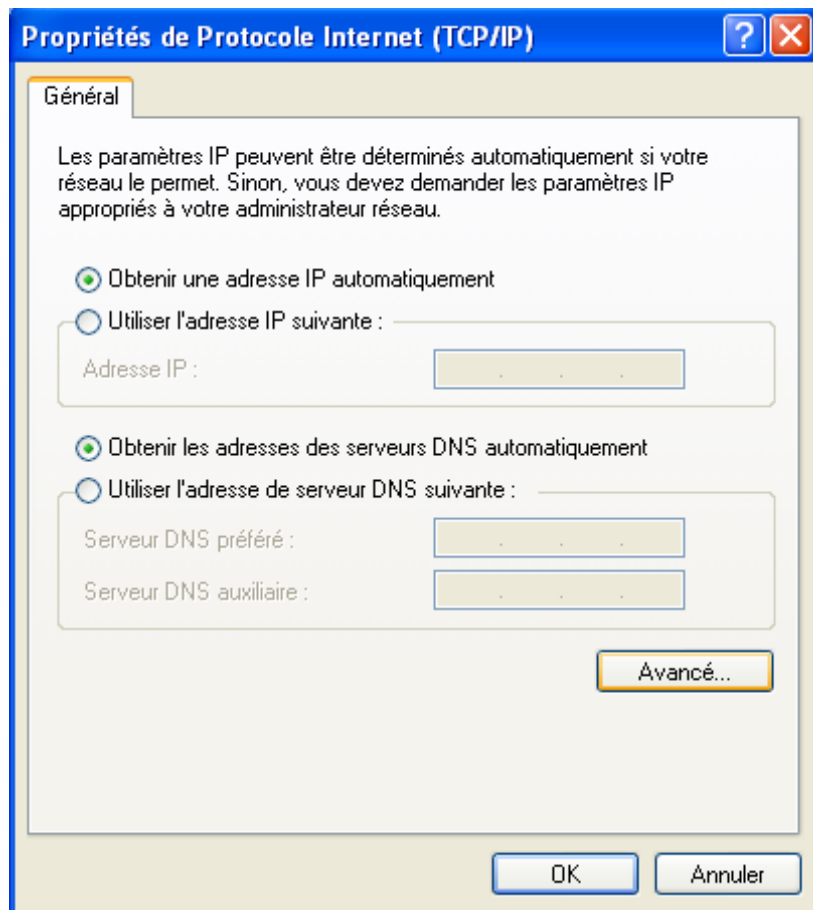 Propriétés de Protocole Internet (TCP/IP)
Général
Les paramètres IP peuvent être déterminés automatiquement si votre
réseau le permet. Sinon, vous devez demander les paramètres IP
appropriés à votre administrateur réseau.
Obtenir une adresse IP automatiquement
Utiliser l'adresse IP suivante :
Adresse IP :
Obtenir les adresses des serveurs DNS automatiquement
Utiliser l'adresse de serveur DNS suivante :
Serveur DNS préféré :
Serveur DNS auxiliaire :
Avancé...
OK Annuler